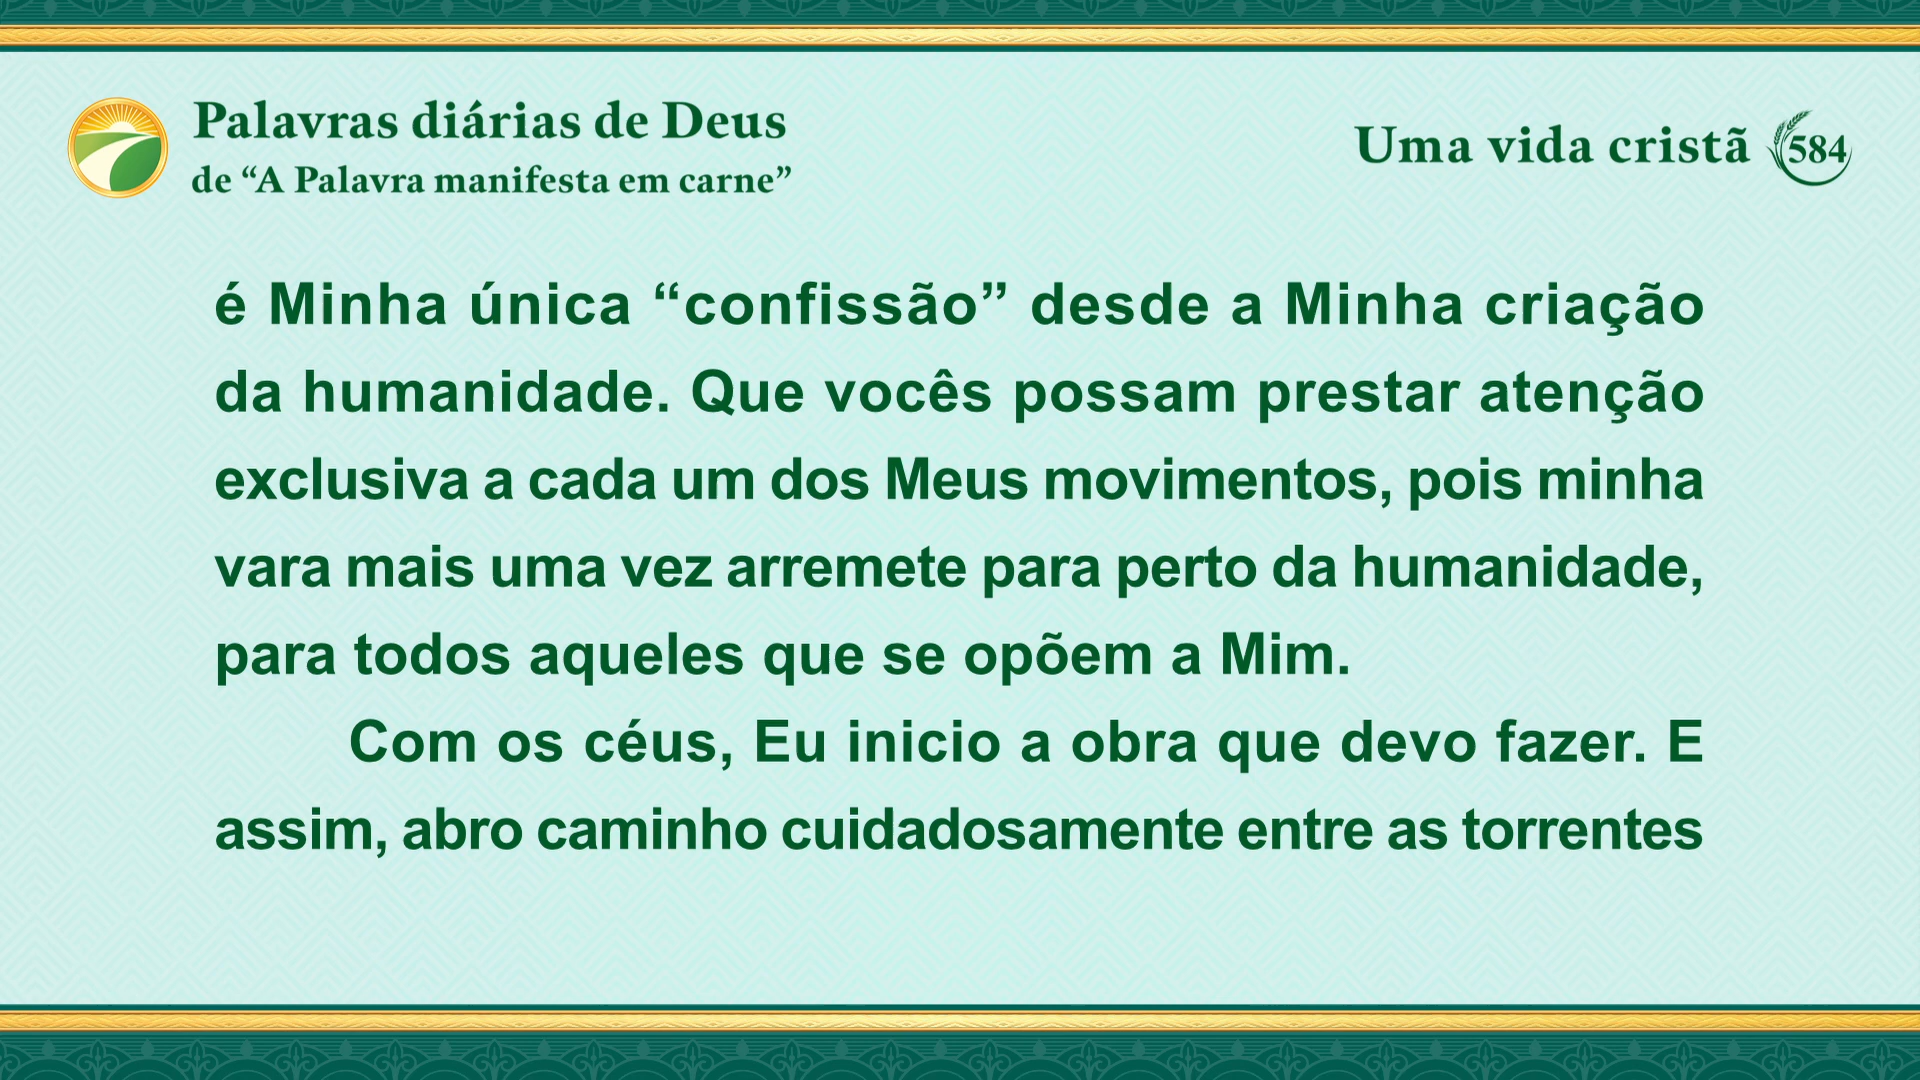 Palavras diárias de Deus
de “A Palavra manifesta em carne”
Uma vida cristã 584
é Minha única “confissão” desde a Minha criação
da humanidade. Que vocês possam prestar atenção
exclusiva a cada um dos Meus movimentos, pois minha
vara mais uma vez arremete para perto da humanidade,
para todos aqueles que se opõem a Mim.
Com os céus, Eu inicio a obra que devo fazer. E
assim, abro caminho cuidadosamente entre as torrentes